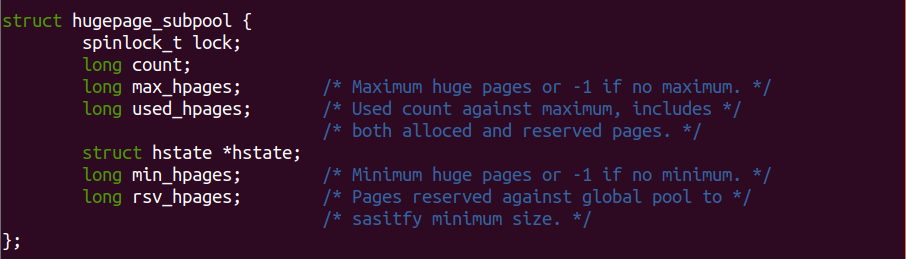 struct hugepage_subpool {
spinlock_t lock;
long count;
long max_hpages; /* Maximum huge pages or -1 if no maximum. */
long used_hpages; /* Used count against maximum, includes */
/* both alloced and reserved pages. */
struct hstate *hstate;
long min_hpages; /* Minimum huge pages or -1 if no minimum. */
long rsv_hpages; /* Pages reserved against global pool to */
/* sasitfy minimum size. */
};